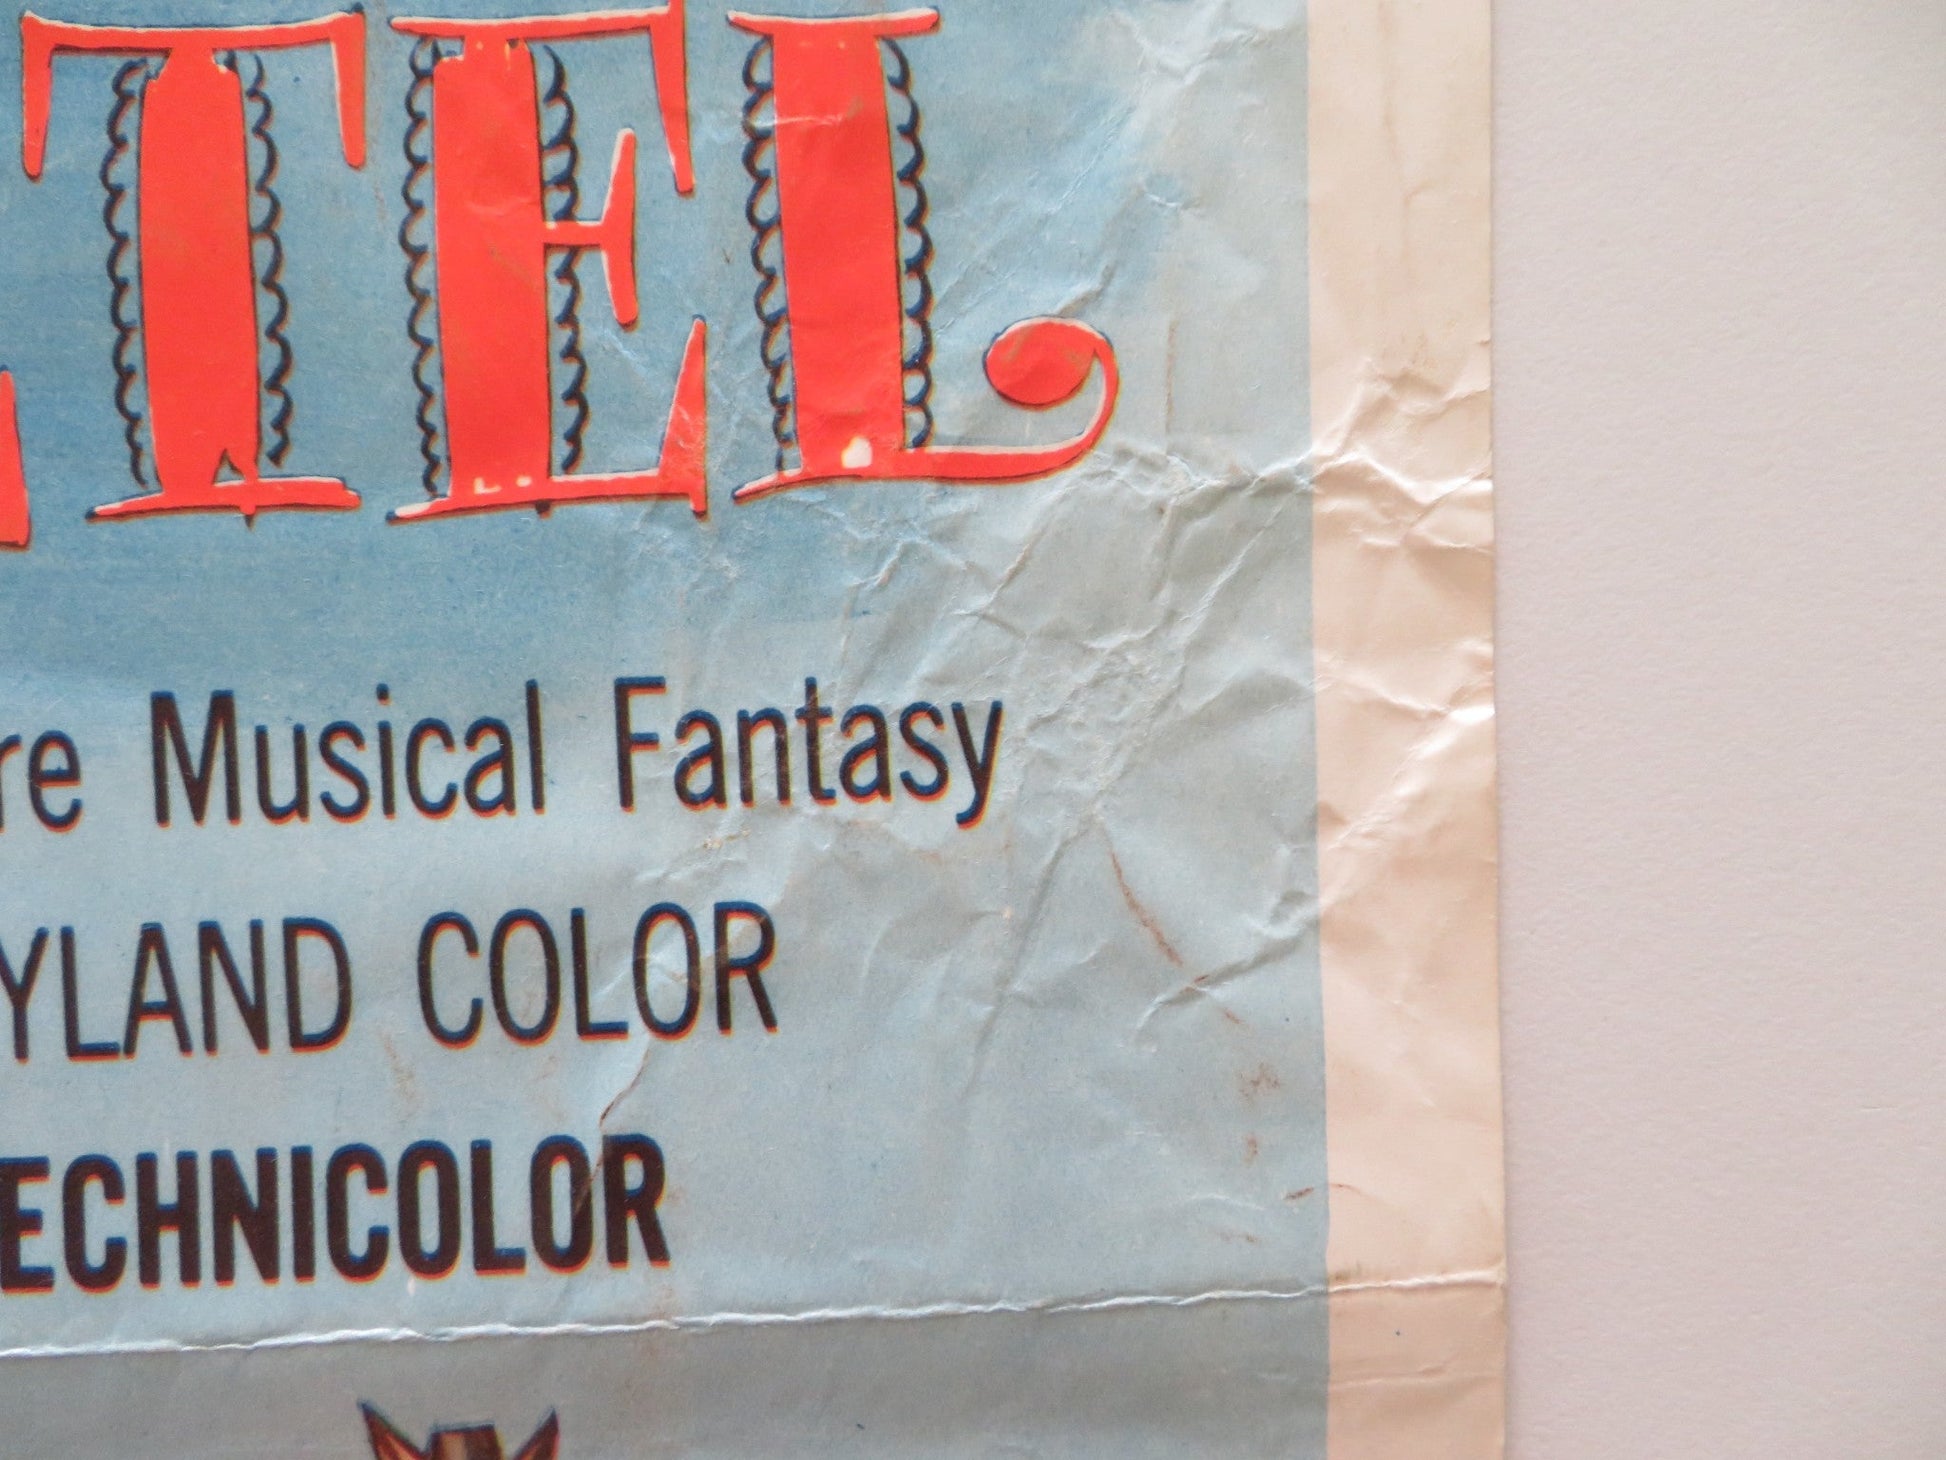 TEL
re Musical Fantasy
YLAND COLOR
ECHNICOLOR